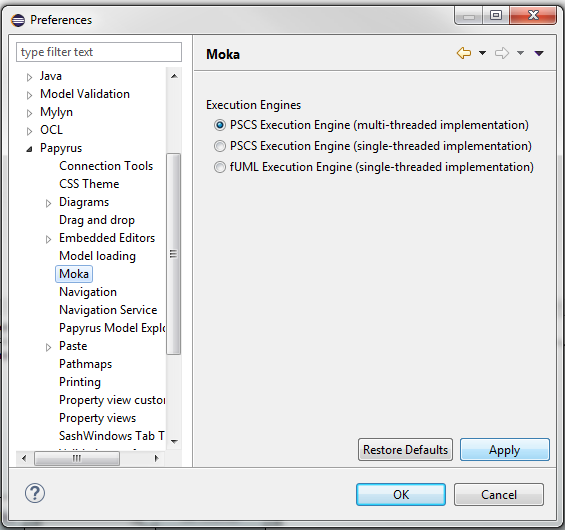 Preferences
type filter text
Java
Model Validation
Mylyn
OCL
Papyrus
Connection Tools
CSS Theme
Diagrams
Drag and drop
Embedded Editors
Model loading
Moka
Navigation
Navigation Service
Papyrus Model Explo
Paste
Pathmaps
Printing
Property view custor
Property views
SashWindows Tab T
Moka
Execution Engines
PSCS Execution Engine (multi-threaded implementation)
PSCS Execution Engine (single-threaded implementation)
fUML Execution Engine (single-threaded implementation)
Restore Defaults
Apply
?
OK
Cancel